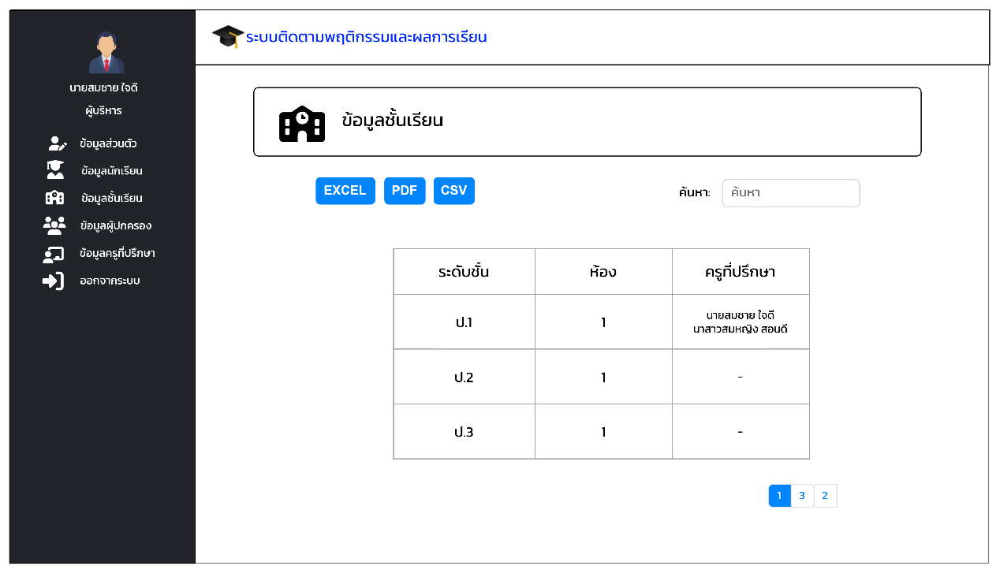 ระบบติดตามพฤติกรรมและผลการเรียน
นายสมชาย ใจดี
ผู้บริหาร
ข้อมูลส่วนตัว
ข้อมูลนักเรียน
ข้อมูลชั้นเรียน
ข้อมูลผู้ปกครอง
ข้อมูลครูที่ปรึกษา
ออกจากระบบ
ข้อมูลชั้นเรียน
EXCEL PDF CSV
ค้นหา: ค้นหา
ระดับชั้น ห้อง ครูที่ปรึกษา
ป.1 1 นายสมชาย ใจดี
นาสาวสมหญิง สอนดี
ป.2 1 -
ป.3 1 -
1 3 2